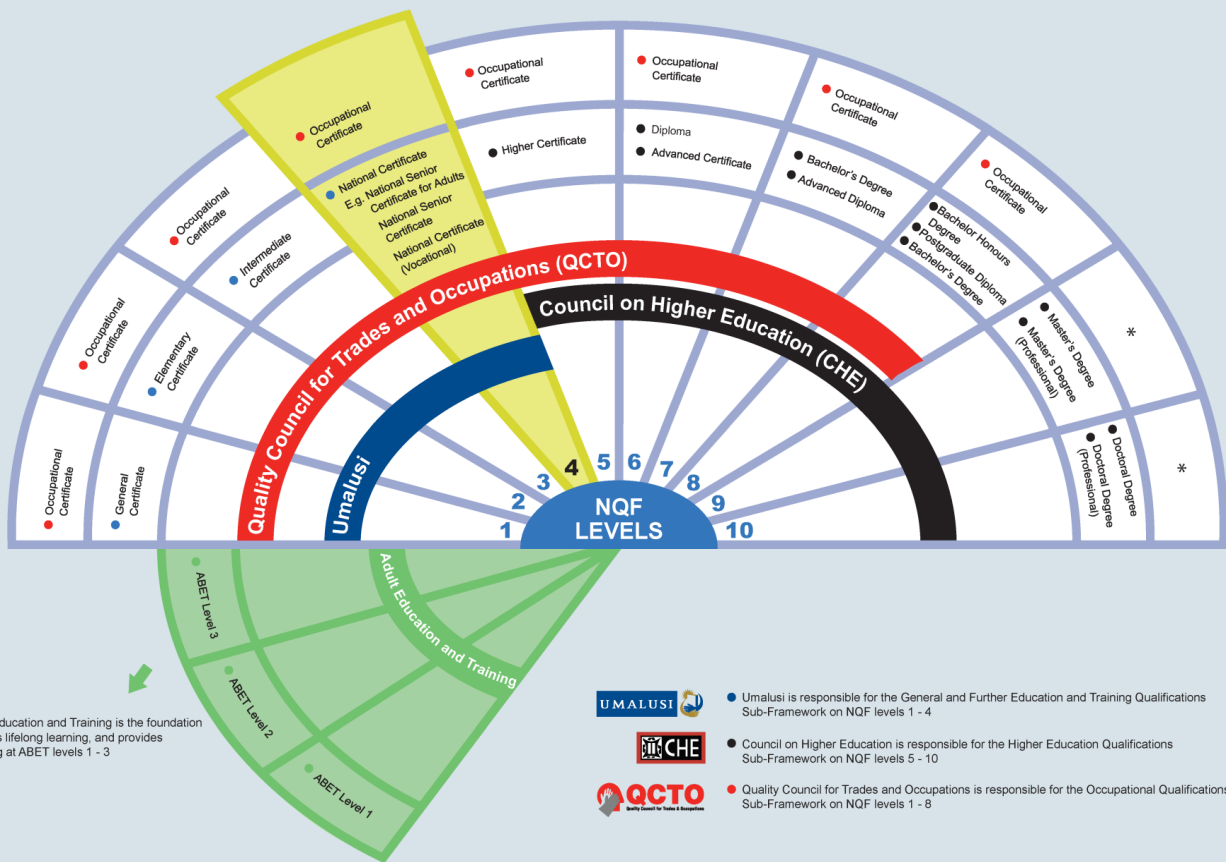 Occupational
Certificate
General
Certificate
Occupational
Certificate
Elementary
Certificate
Occupational
Certificate
Intermediate
Certificate
Occupational
Certificate
National Certificate
E.g. National Senior
Certificate for Adults
National Senior
Certificate
National Certificate
(Vocational)
Occupational
Certificate
Higher Certificate
Occupational
Certificate
Diploma
Advanced Certificate
Occupational
Certificate
Bachelor's Degree
Advanced Diploma
Occupational
Certificate
Bachelor Honours
Degree
Postgraduate Diploma
Bachelor's Degree
*
Master's Degree
Master's Degree
(Professional)
*
Doctoral Degree
Doctoral Degree
(Professional)
Quality Council for Trades and Occupations (QCTO)
Council on Higher Education (CHE)
Umalusi
1
2
3
4
5
6
7
8
9
10
NQF
LEVELS
Adult Education and Training
ABET Level 3
ABET Level 2
ABET Level 1
ducation and Training is the foundation
s lifelong learning, and provides
g at ABET levels 1 - 3
UMALUSI
Umalusi is responsible for the General and Further Education and Training Qualifications
Sub-Framework on NQF levels 1 - 4
CHE
Council on Higher Education is responsible for the Higher Education Qualifications
Sub-Framework on NQF levels 5 - 10
QCTO
Quality Council for Trades & Occupations
Quality Council for Trades and Occupations is responsible for the Occupational Qualifications
Sub-Framework on NQF levels 1 - 8